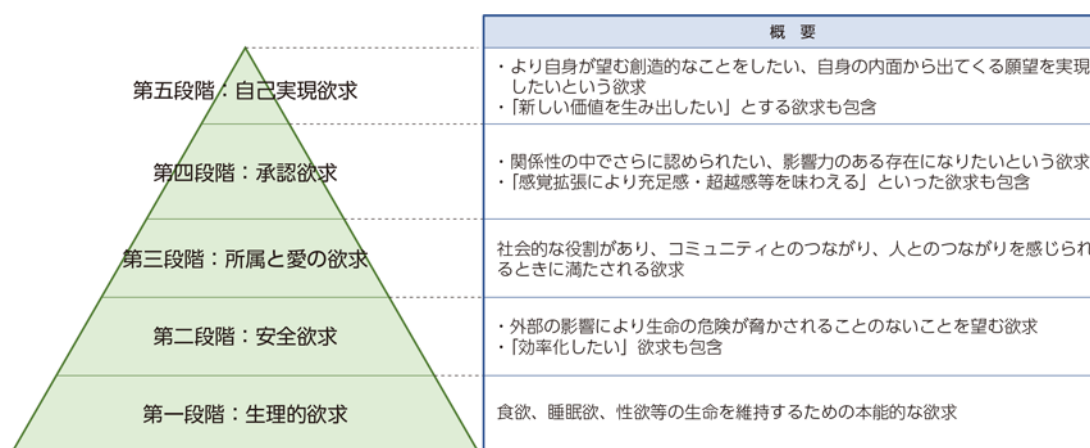 概 要
第五段階：自己実現欲求
・より自身が望む創造的なことをしたい、自身の内面から出てくる願望を実現
したいという欲求
・「新しい価値を生み出したい」とする欲求も包含
第四段階：承認欲求
・関係性の中でさらに認められたい、影響力のある存在になりたいという欲求
・「感覚拡張により充足感・超越感等を味わえる」といった欲求も包含
第三段階：所属と愛の欲求
社会的な役割があり、コミュニティとのつながり、人とのつながりを感じられ
るときに満たされる欲求
第二段階：安全欲求
・外部の影響により生命の危険が脅かされることのないことを望む欲求
・「効率化したい」欲求も包含
第一段階：生理的欲求
食欲、睡眠欲、性欲等の生命を維持するための本能的な欲求